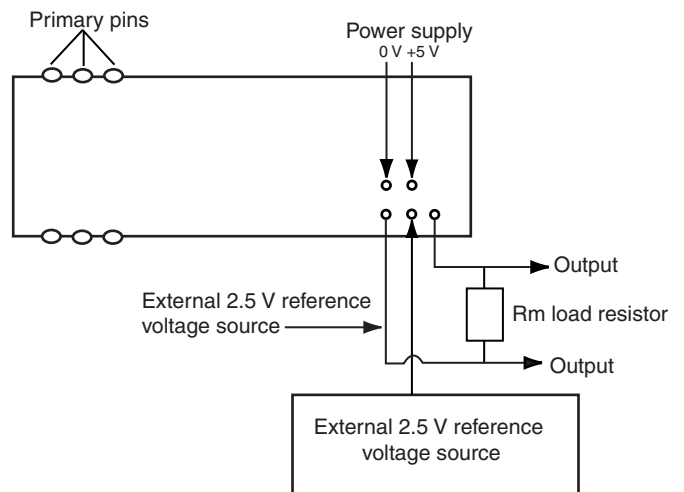 Primary pins
Power supply
0 V +5 V
Output
External 2.5 V reference
voltage source
Rm load resistor
Output
External 2.5 V reference
voltage source